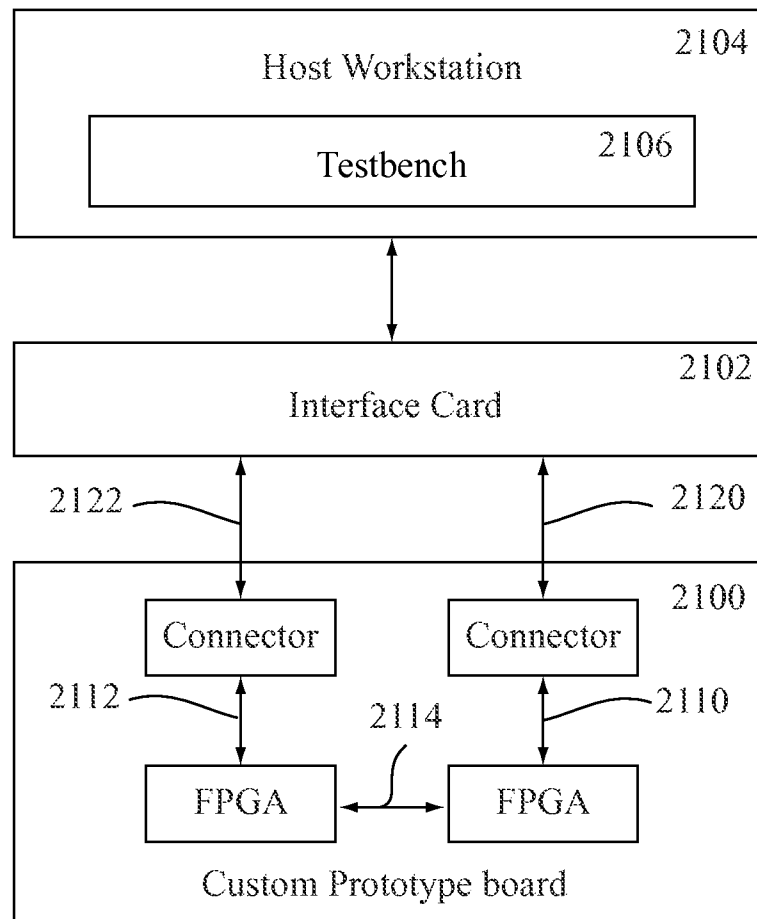 2104
Host Workstation
2106
Testbench
2102
Interface Card
2122
2120
2100
Connector
Connector
2112
2110
2114
FPGA
FPGA
Custom Prototype board